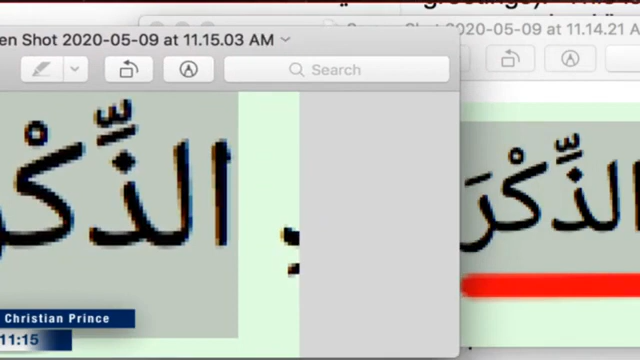 en Shot 2020-05-09 at 11.15.03 AM
Shot 2020-05-09 at 11.14.21 A
Search
الذِّكْر
الذِّكْرَ
Christian Prince
11:15